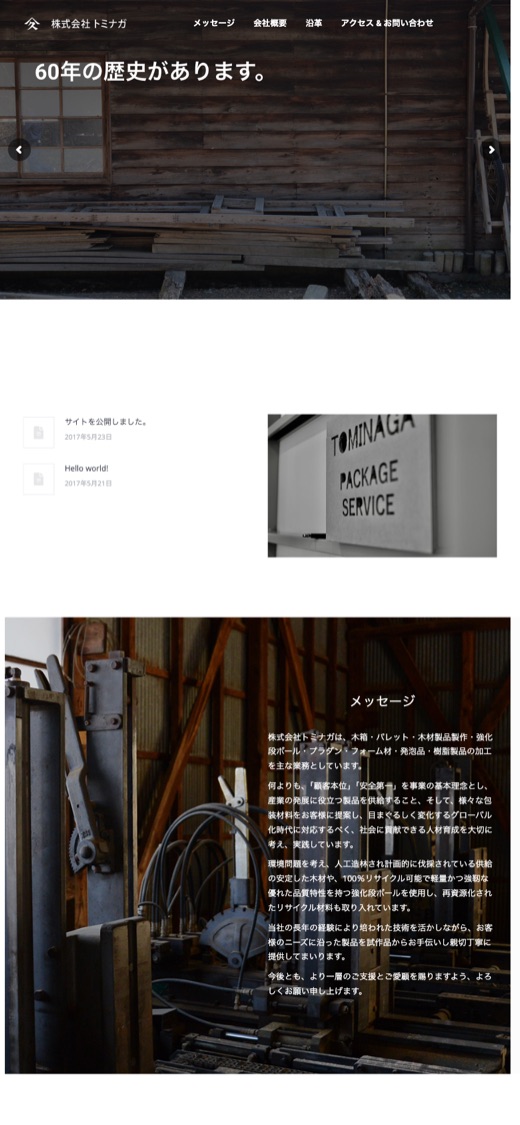 株式会社トミナガ
メッセージ 会社概要 沿革 アクセス & お問い合わせ
60年の歴史があります。
サイトを公開しました。
2017年5月23日
Hello world!
2017年5月21日
TOMINAGA
PACKAGE
SERVICE
メッセージ
株式会社トミナガは、木箱・パレット・木材製品製作・強化
段ボール・プラダン・フォーム材・発泡品・樹脂製品の加工
を主な業務としています。
何よりも、「顧客本位」「安全第一」を事業の基本理念とし、
産業の発展に役立つ製品を供給すること、そして、様々な包
装材料をお客様に提案し、目まぐるしく変化するグローバル
化時代に対応するべく、社会に貢献できる人材育成を大切に
考え、実践しています。
環境問題を考え、人工造林され計画的に伐採されている供給
の安定した木材や、100％リサイクル可能で軽量かつ強靭な
優れた品質特性を持つ強化段ボールを使用し、再資源化され
たリサイクル材料も取り入れています。
当社の長年の経験により培われた技術を活かしながら、お客
様のニーズに沿った製品を試作品からお手伝いし親切丁寧に
提供してまいります。
今後とも、より一層のご支援とご愛顧を賜りますよう、よろ
しくお願い申し上げます。